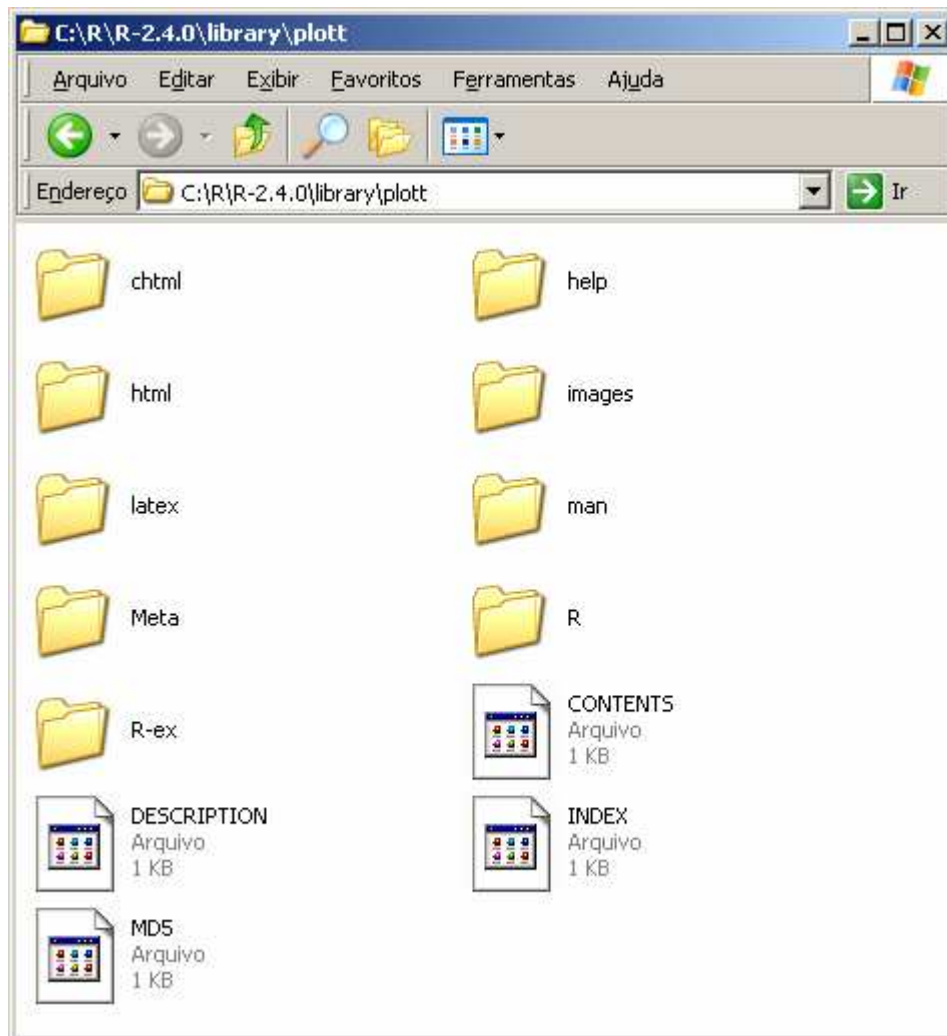 C:\R\R-2.4.0\library\plott
Arquivo Editar Exibir Favoritos Ferramentas Ajuda
Endereço C:\R\R-2.4.0\library\plott Ir
chtml
help
html
images
latex
man
Meta
R
R-ex
CONTENTS
Arquivo
1 KB
DESCRIPTION
Arquivo
1 KB
INDEX
Arquivo
1 KB
MD5
Arquivo
1 KB